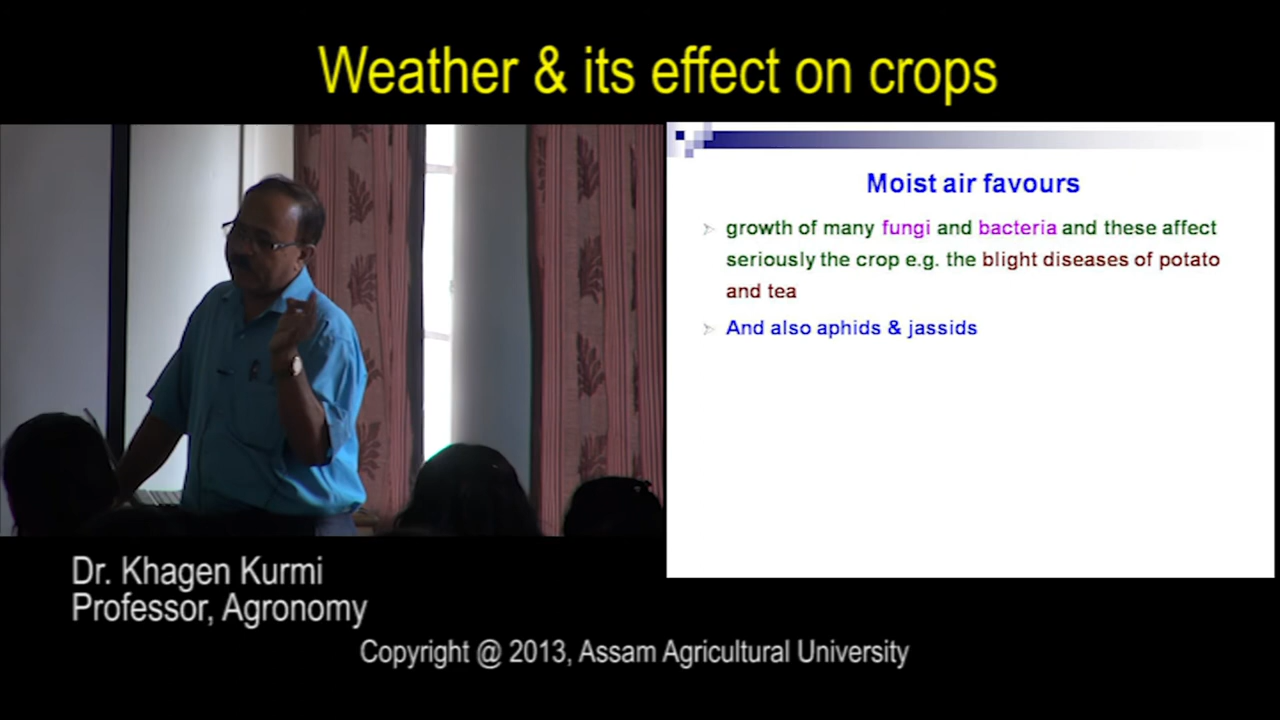 Weather & its effect on crops
Moist air favours
growth of many fungi and bacteria and these affect
seriously the crop e.g. the blight diseases of potato
and tea
And also aphids & jassids
Dr. Khagen Kurmi
Professor, Agronomy
Copyright @ 2013, Assam Agricultural University